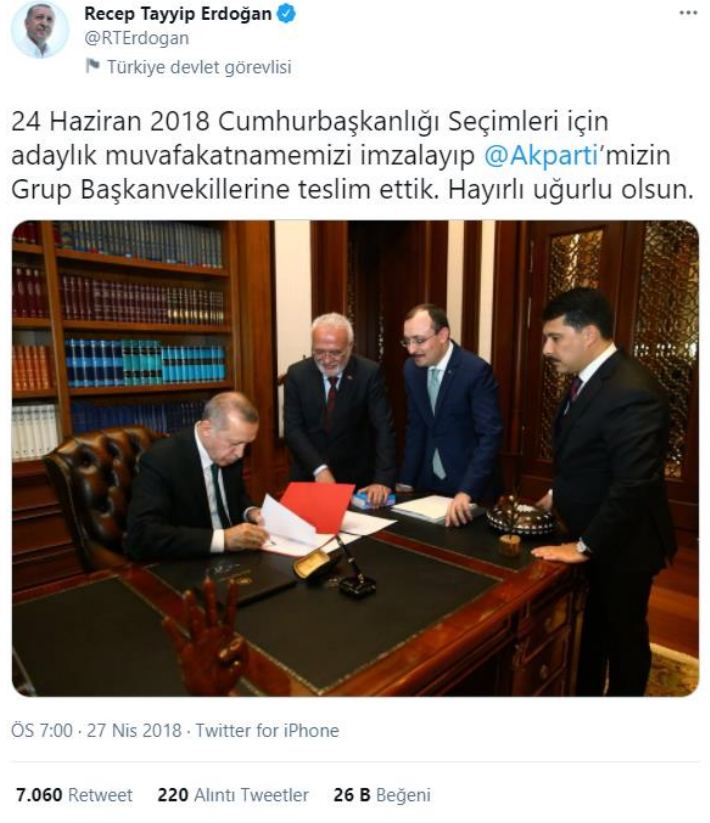 Recep Tayyip Erdoğan
@RTErdogan
Türkiye devlet görevlisi
24 Haziran 2018 Cumhurbaşkanlığı Seçimleri için
adaylık muvafakatnamemizi imzalayıp @Akparti'mizin
Grup Başkanvekillerine teslim ettik. Hayırlı uğurlu olsun.
ÖS 7:00 · 27 Nis 2018 · Twitter for iPhone
7.060 Retweet 220 Alıntı Tweetler 26 B Beğeni